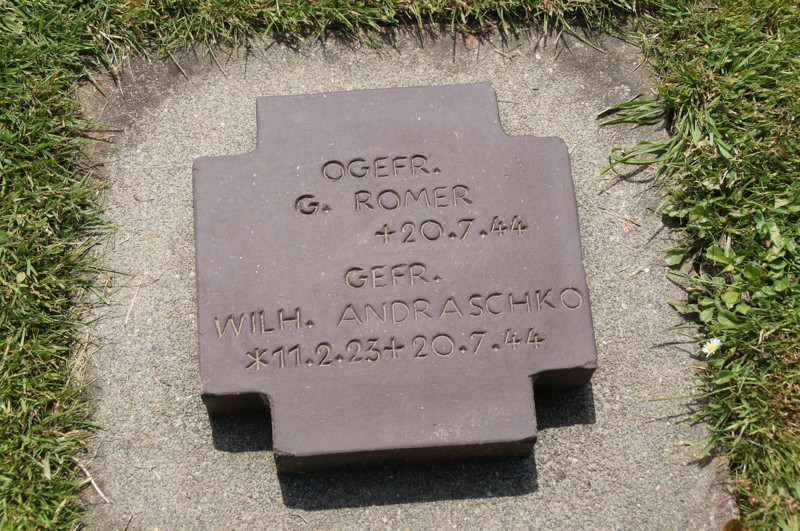 OGEFR.
G. ROMER
+20.7.44
GEFR.
WILH. ANDRASCHKO
*11.2.23+20.7.44